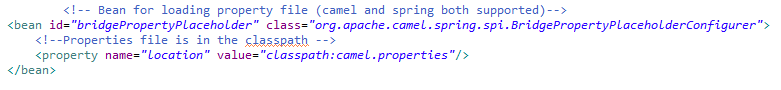 <!-- Bean for loading property file (camel and spring both supported)-->
<bean id="bridgePropertyPlaceholder" class="org.apache.camel.spring.spi.BridgePropertyPlaceholderConfigurer">
<!--Properties file is in the classpath -->
<property name="location" value="classpath:camel.properties"/>
</bean>